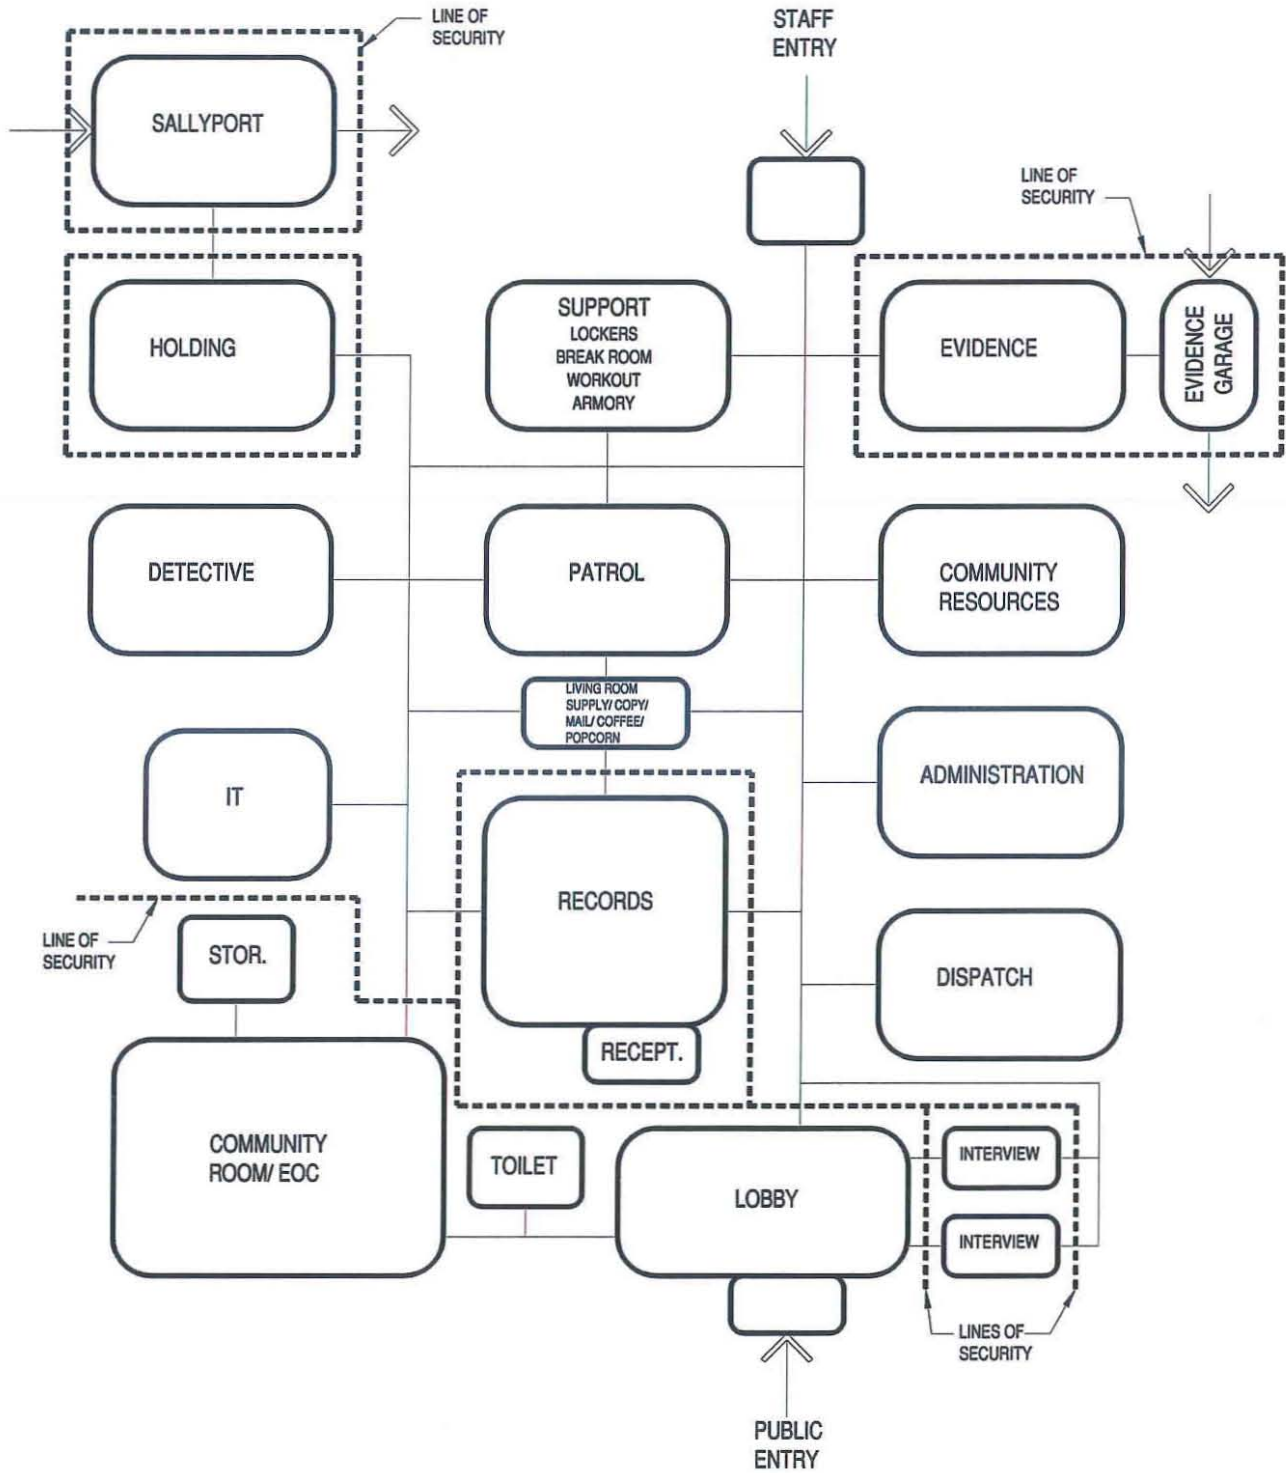 LINE OF
SECURITY
STAFF
ENTRY
SALLYPORT
LINE OF
SECURITY
HOLDING
SUPPORT
LOCKERS
BREAK ROOM
WORKOUT
ARMORY
EVIDENCE
EVIDENCE
GARAGE
DETECTIVE
PATROL
COMMUNITY
RESOURCES
LIVING ROOM
SUPPLY/ COPY/
MAIL/ COFFEE/
POPCORN
IT
ADMINISTRATION
RECORDS
LINE OF
SECURITY
STOR.
DISPATCH
RECEPT.
COMMUNITY
ROOM/ EOC
TOILET
LOBBY
INTERVIEW
INTERVIEW
LINES OF
SECURITY
PUBLIC
ENTRY